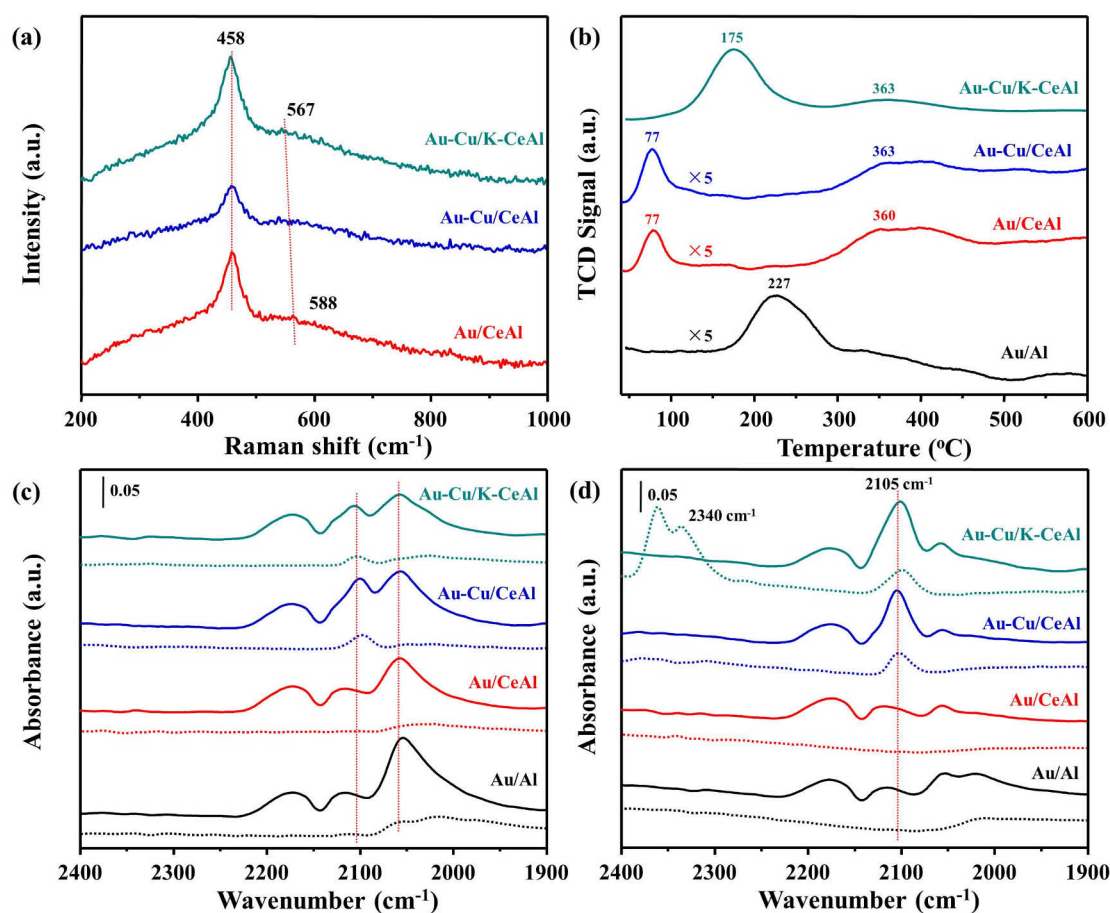 (a)
458
567
Au-Cu/K-CeAl
Au-Cu/CeAl
588
Au/CeAl
Intensity (a.u.)
200 400 600 800 1000
Raman shift (cm-1)
(b)
175
363
Au-Cu/K-CeAl
77
363
Au-Cu/CeAl
×5
77
360
Au/CeAl
×5
227
×5
Au/Al
TCD Signal (a.u.)
100 200 300 400 500 600
Temperature (oC)
(c)
0.05
Au-Cu/K-CeAl
Au-Cu/CeAl
Au/CeAl
Au/Al
Absorbance (a.u.)
2400 2300 2200 2100 2000 1900
Wavenumber (cm-1)
(d)
0.05
2340 cm-1
2105 cm-1
Au-Cu/K-CeAl
Au-Cu/CeAl
Au/CeAl
Au/Al
Absorbance (a.u.)
2400 2300 2200 2100 2000 1900
Wavenumber (cm-1)